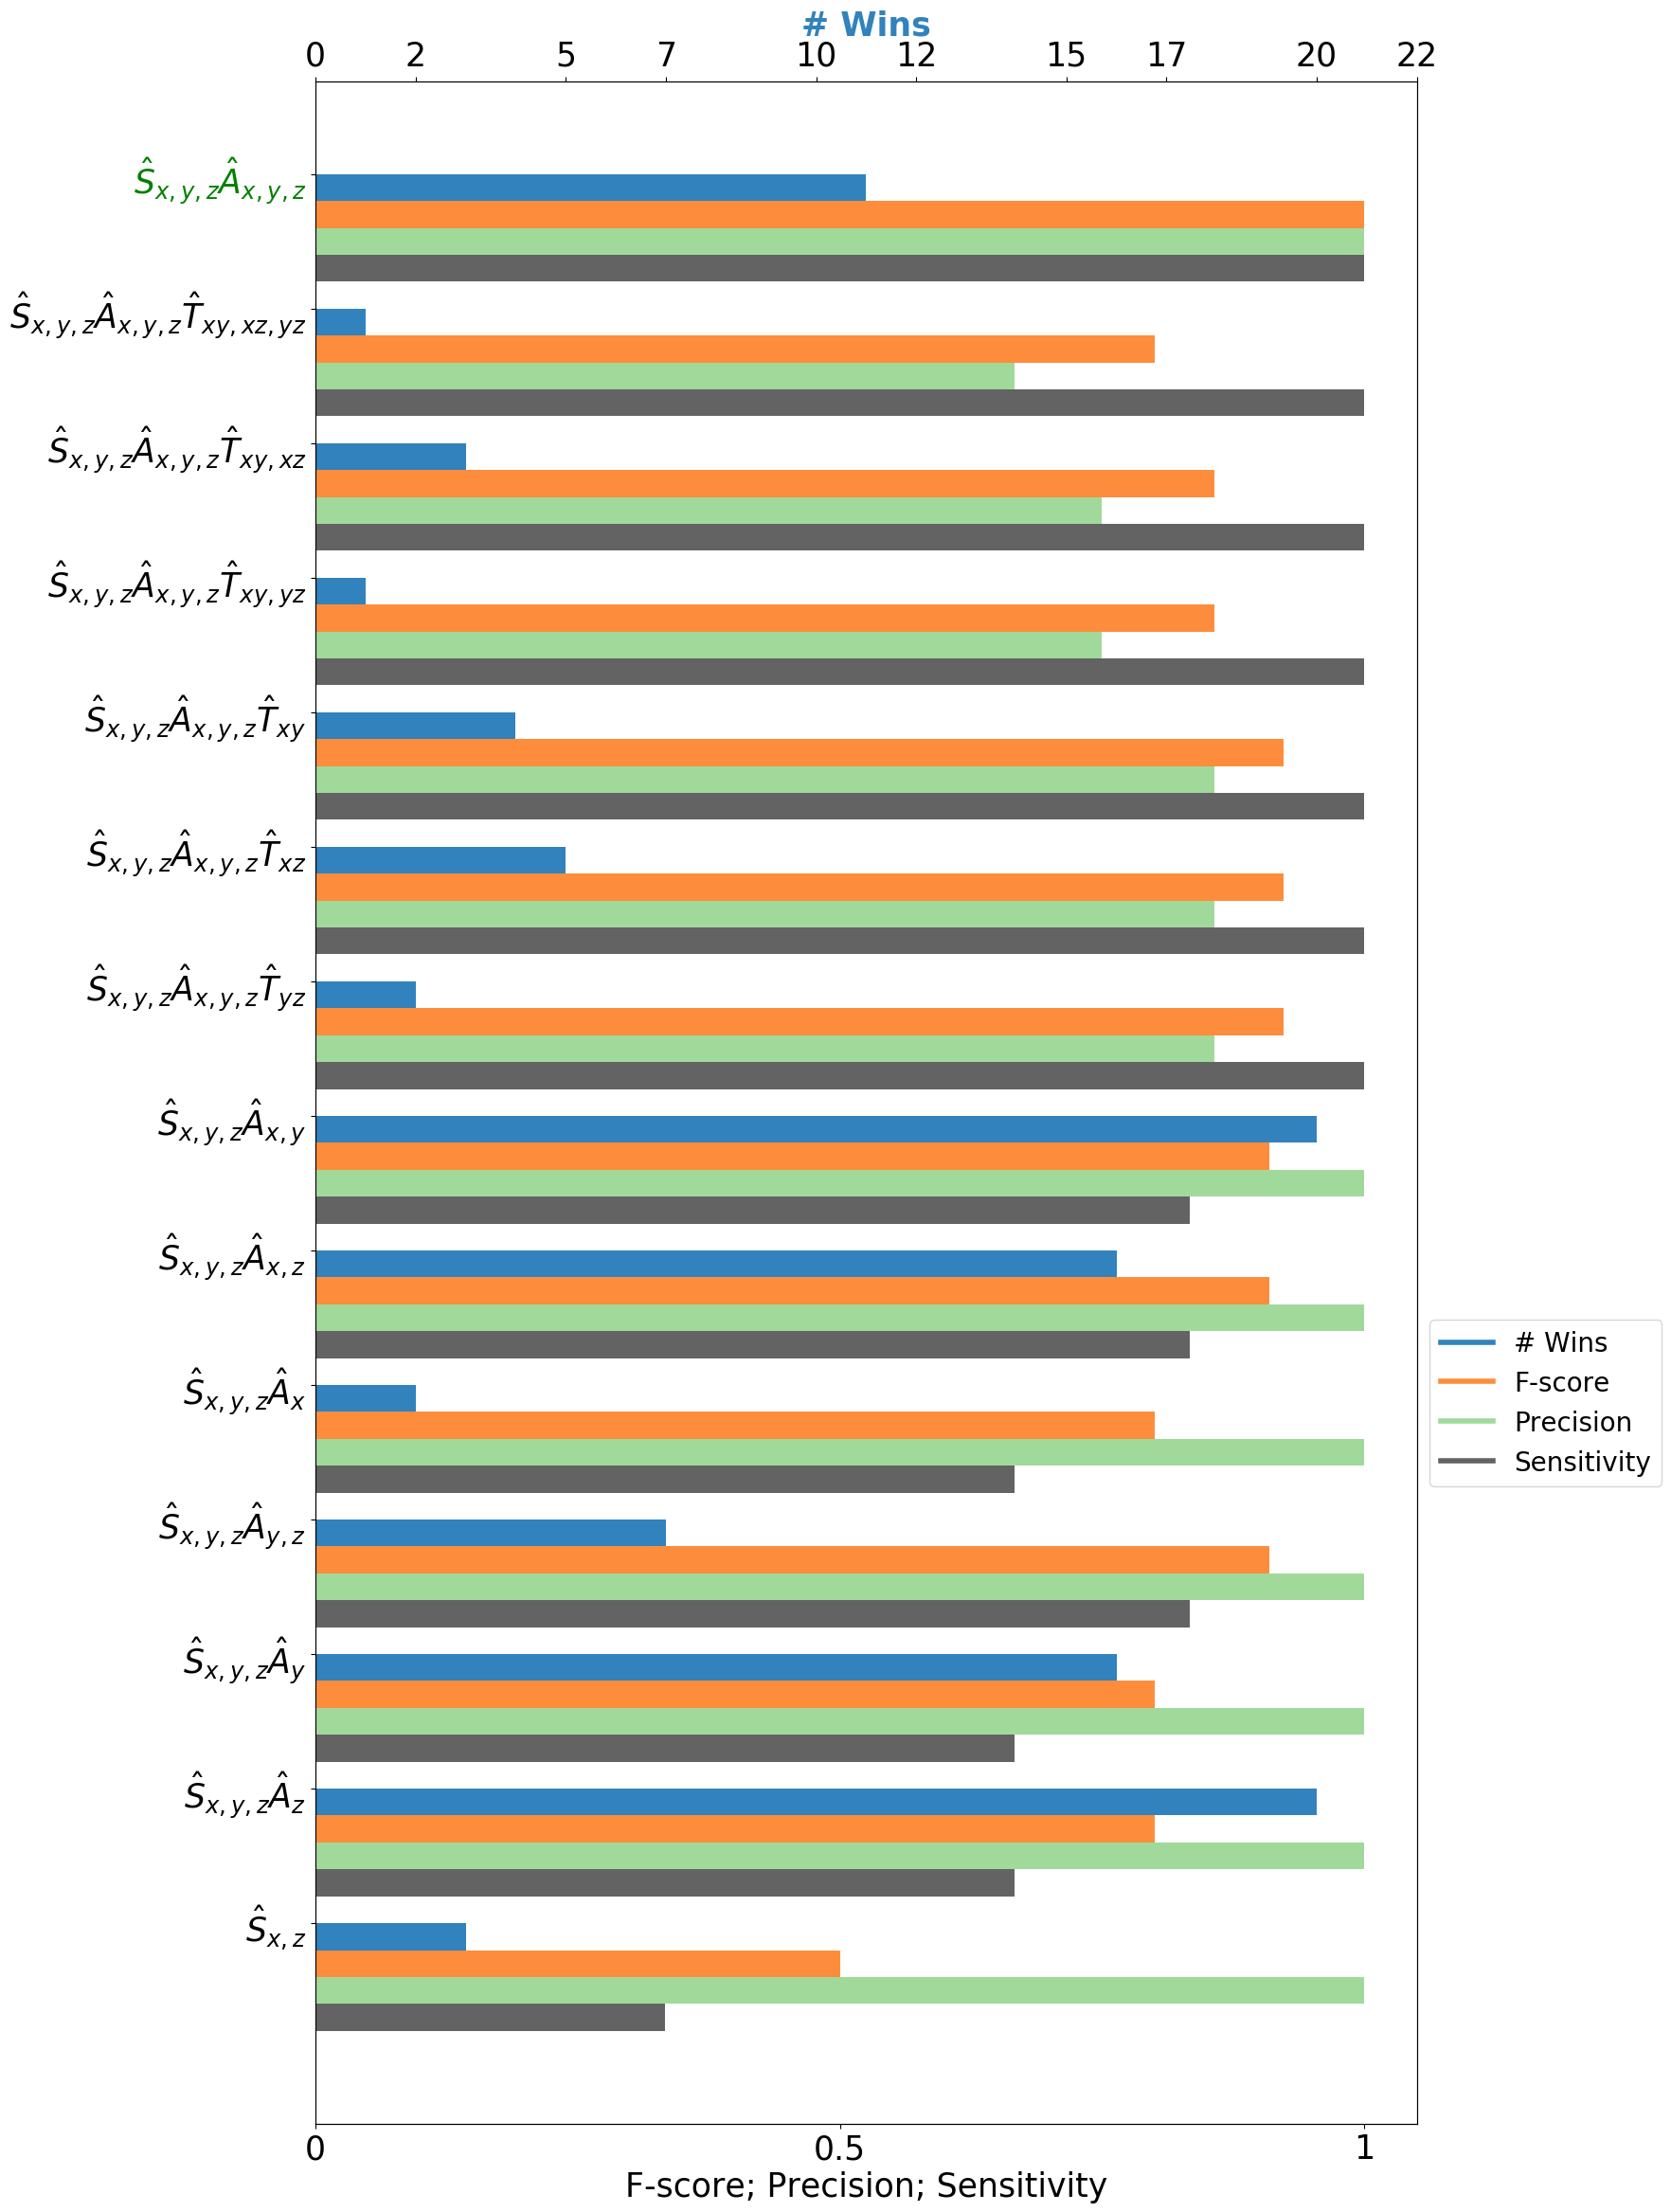 # Wins
0 2 5 7 10 12 15 17 20 22
Ŝx, y, zÂx, y, z
Ŝx, y, zÂx, y, zT̂xy, xz, yz
Ŝx, y, zÂx, y, zT̂xy, xz
Ŝx, y, zÂx, y, zT̂xy, yz
Ŝx, y, zÂx, y, zT̂xy
Ŝx, y, zÂx, y, zT̂xz
Ŝx, y, zÂx, y, zT̂yz
Ŝx, y, zÂx, y
Ŝx, y, zÂx, z
Ŝx, y, zÂx
Ŝx, y, zÂy, z
Ŝx, y, zÂy
Ŝx, y, zÂz
Ŝx, z
# Wins
F-score
Precision
Sensitivity
0 0.5 1
F-score; Precision; Sensitivity